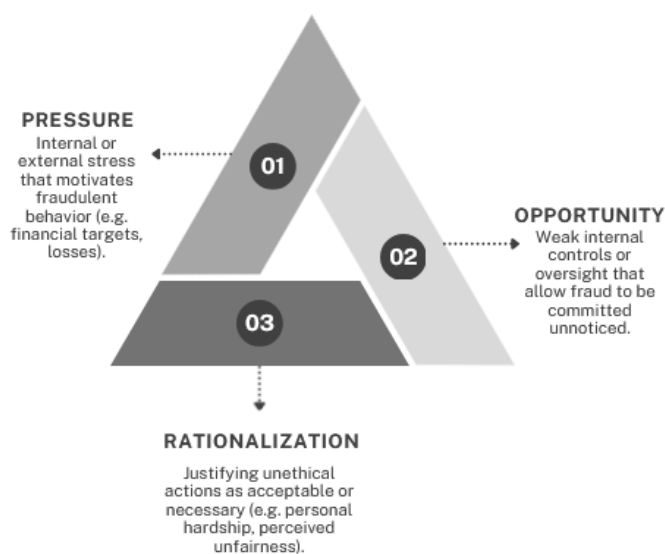 PRESSURE
Internal or
external stress
that motivates
fraudulent
behavior (e.g.
financial targets,
losses).
01
OPPORTUNITY
Weak internal
controls or
oversight that
allow fraud to be
committed
unnoticed.
02
03
RATIONALIZATION
Justifying unethical
actions as acceptable or
necessary (e.g. personal
hardship, perceived
unfairness).